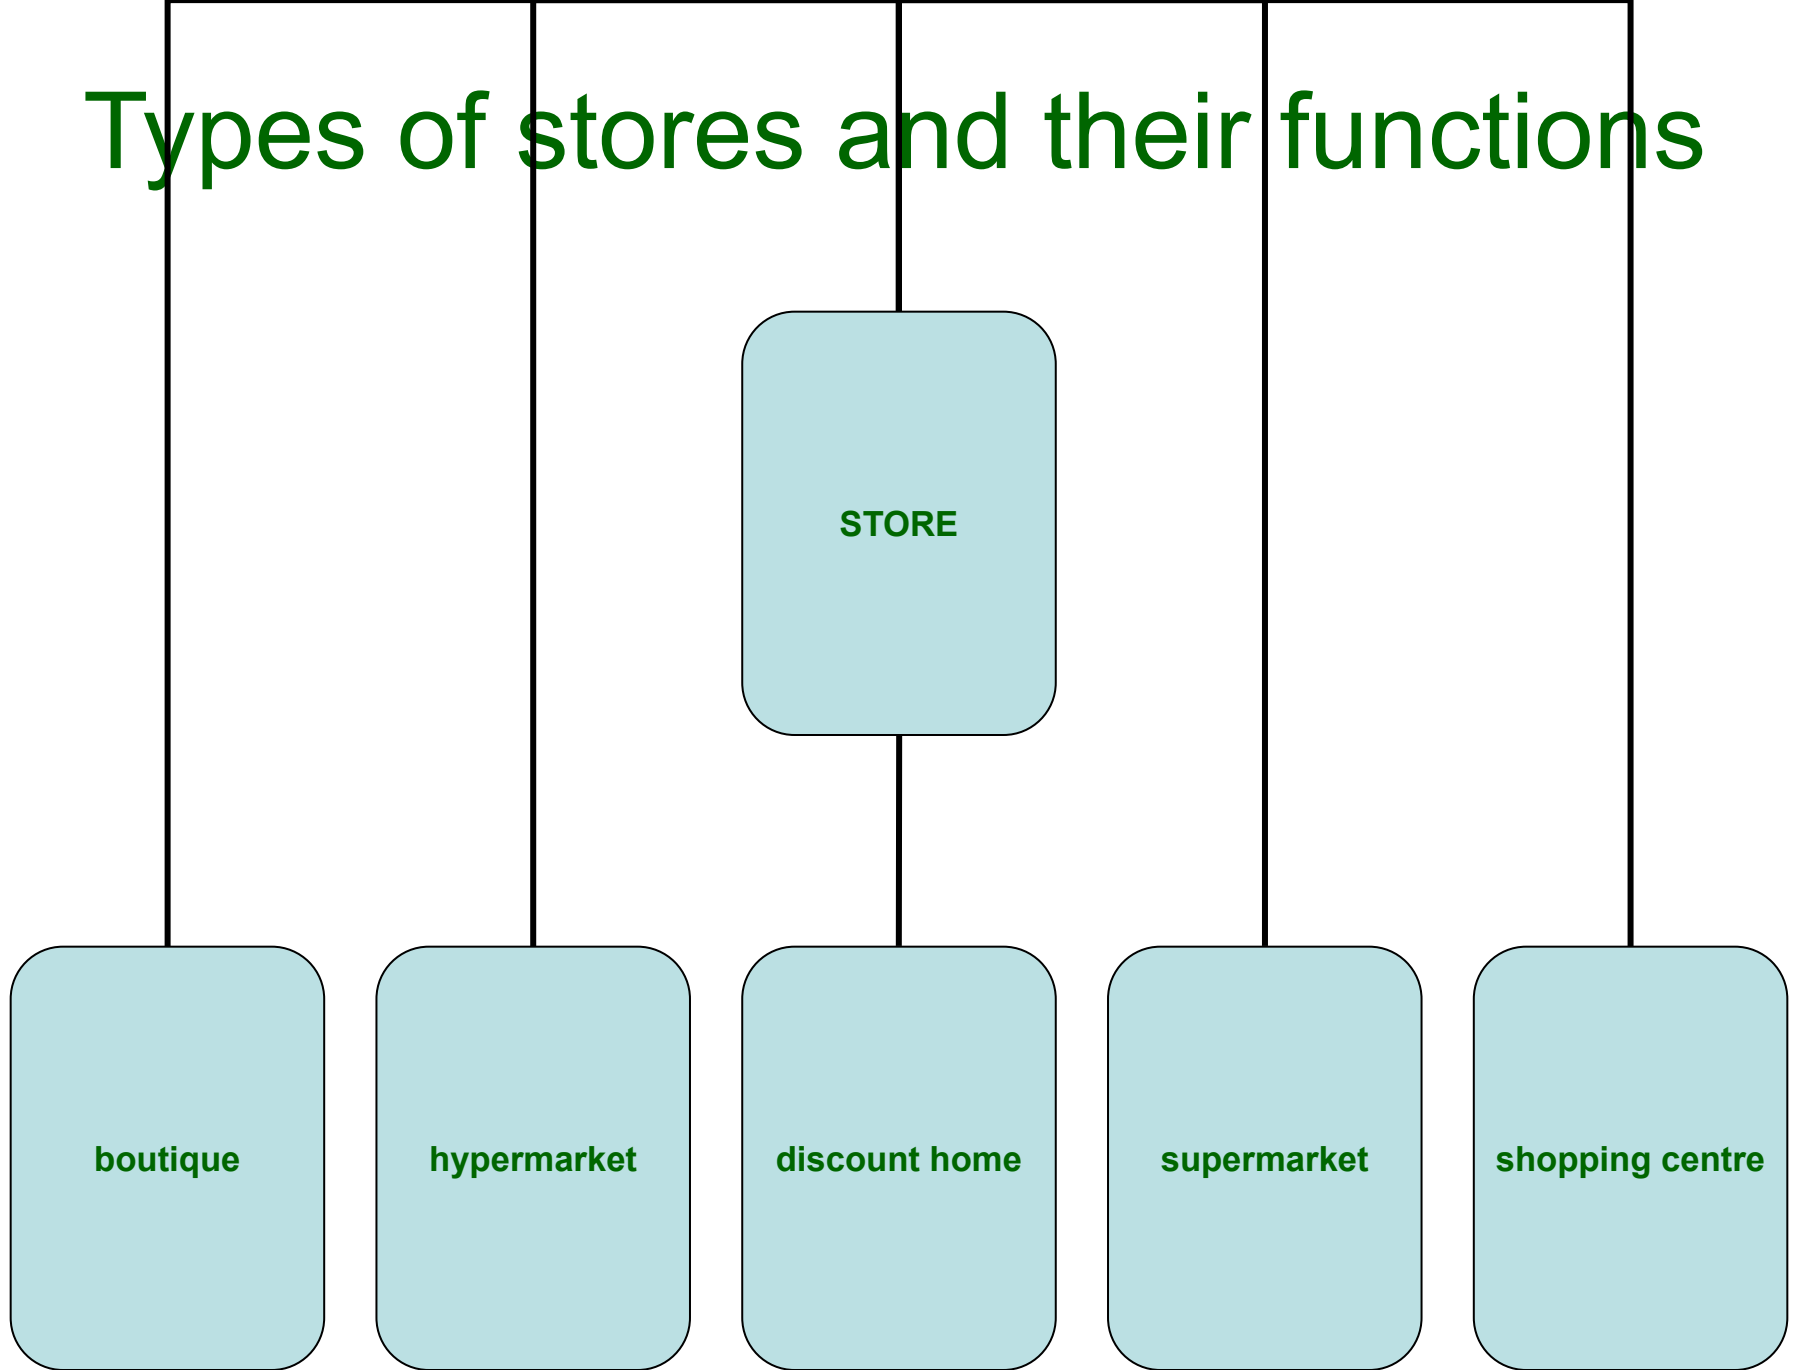 Types of stores and their functions
STORE
boutique
hypermarket
discount home
supermarket
shopping centre